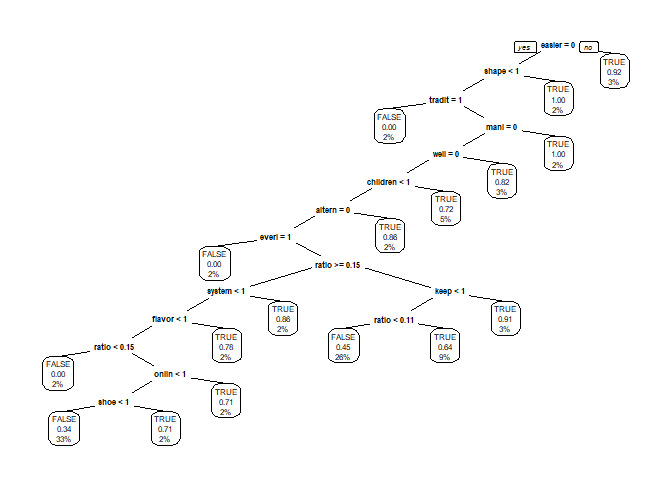 yes easier = 0 no
shape < 1
TRUE
0.92
3%
tradit = 1
TRUE
1.00
2%
FALSE
0.00
2%
mani = 0
well = 0
TRUE
1.00
2%
children < 1
TRUE
0.82
3%
altern = 0
TRUE
0.72
5%
everi = 1
TRUE
0.86
2%
FALSE
0.00
2%
ratio >= 0.15
system < 1
keep < 1
flavor < 1
TRUE
0.86
2%
ratio < 0.11
TRUE
0.91
3%
ratio < 0.15
TRUE
0.78
2%
FALSE
0.45
26%
TRUE
0.64
9%
FALSE
0.00
2%
onlin < 1
shoe < 1
TRUE
0.71
2%
FALSE
0.34
33%
TRUE
0.71
2%